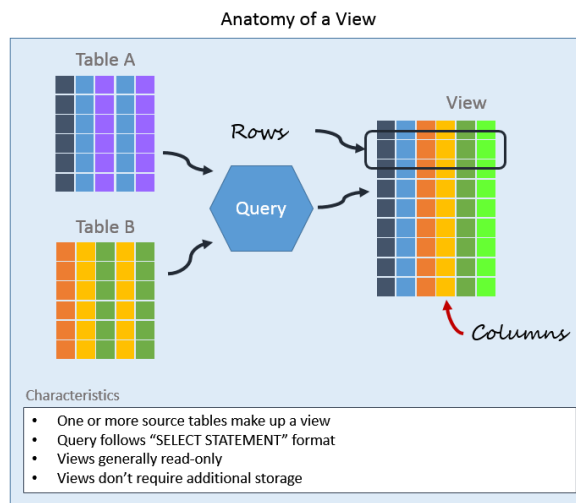 Anatomy of a View
Table A
View
Rows
Query
Table B
Columns
Characteristics
• One or more source tables make up a view
• Query follows “SELECT STATEMENT” format
• Views generally read-only
• Views don’t require additional storage